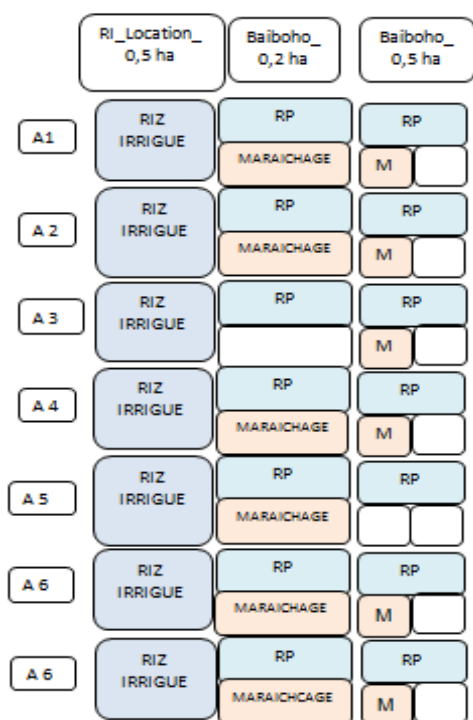 RI_Location_
0,5 ha
Baiboho_
0,2 ha
Baiboho_
0,5 ha
A1
RIZ
IRRIGUE
RP
MARAICHAGE
RP
M
A 2
RIZ
IRRIGUE
RP
MARAICHAGE
RP
M
A 3
RIZ
IRRIGUE
RP
RP
M
A 4
RIZ
IRRIGUE
RP
MARAICHAGE
RP
M
A 5
RIZ
IRRIGUE
RP
MARAICHAGE
RP
A 6
RIZ
IRRIGUE
RP
MARAICHAGE
RP
M
A 6
RIZ
IRRIGUE
RP
MARAICHCAGE
RP
M